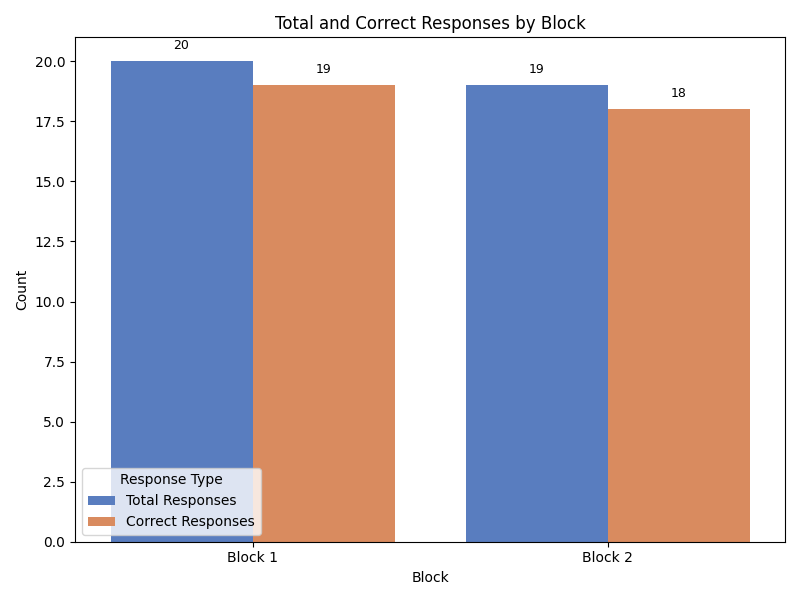 Total and Correct Responses by Block
20
19
19
18
20.0
17.5
15.0
12.5
10.0
7.5
5.0
2.5
0.0
Count
Response Type
Total Responses
Correct Responses
Block 1
Block 2
Block